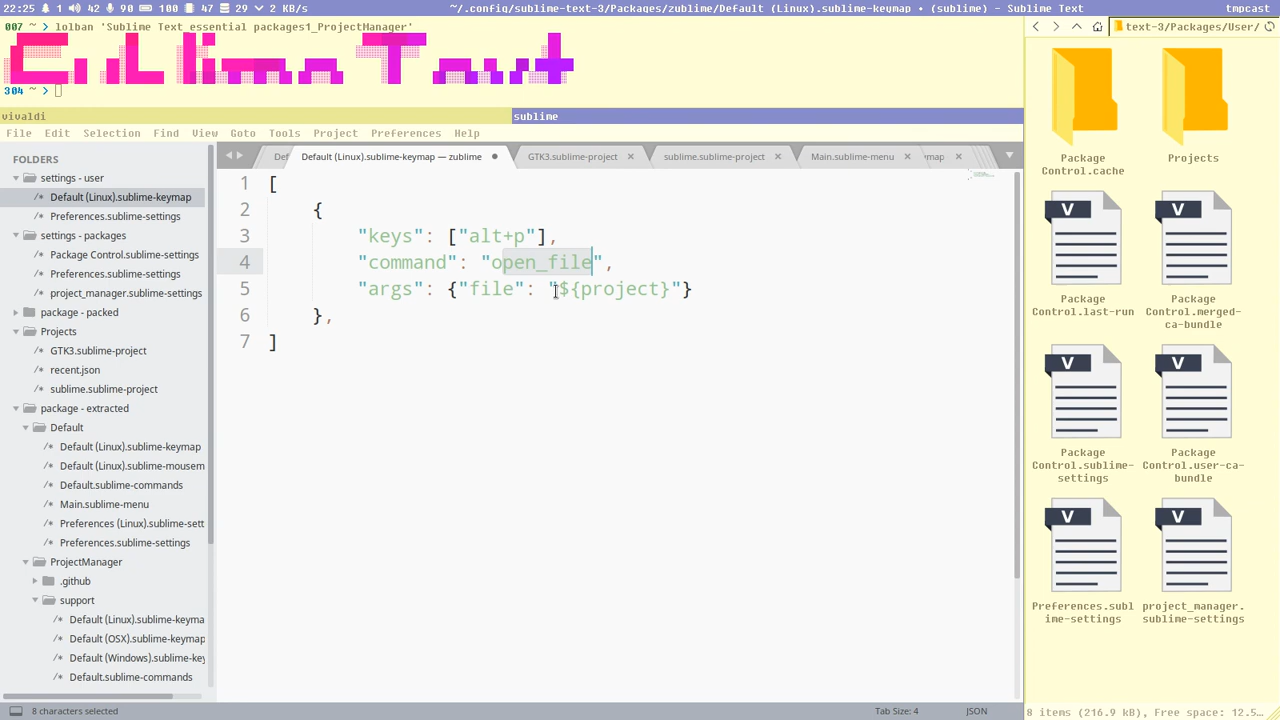 22:25 1 42 90 100 47 29 2 KB/s
~/.config/sublime-text-3/Packages/zublime/Default (Linux).sublime-keymap • (sublime) - Sublime Text
tmpcast
007 ~ > lolban 'Sublime Text essential packages1_ProjectManager'
304 ~ >
vivaldi
sublime
File Edit Selection Find View Goto Tools Project Preferences Help
FOLDERS
settings - user
/* Default (Linux).sublime-keymap
/* Preferences.sublime-settings
settings - packages
/* Package Control.sublime-settings
/* Preferences.sublime-settings
/* project_manager.sublime-settings
package - packed
Projects
/* GTK3.sublime-project
/* recent.json
/* sublime.sublime-project
package - extracted
Default
/* Default (Linux).sublime-keymap
/* Default (Linux).sublime-mousem
/* Default.sublime-commands
/* Main.sublime-menu
/* Preferences (Linux).sublime-sett
/* Preferences.sublime-settings
ProjectManager
.github
support
/* Default (Linux).sublime-keyma
/* Default (OSX).sublime-keymap
/* Default (Windows).sublime-key
/* Default.sublime-commands
Def
Default (Linux).sublime-keymap — zublime
GTK3.sublime-project
sublime.sublime-project
Main.sublime-menu
map
1 [
2 {
3 "keys": ["alt+p"],
4 "command": "open_file",
5 "args": {"file": "${project}"}
6 },
7 ]
8 characters selected
Tab Size: 4
JSON
text-3/Packages/User/
Package
Control.cache
Projects
Package
Control.last-run
Package
Control.merged-
ca-bundle
Package
Control.sublime-
settings
Package
Control.user-ca-
bundle
Preferences.subl
ime-settings
project_manager.
sublime-settings
8 items (216.9 kB), Free space: 12.5…